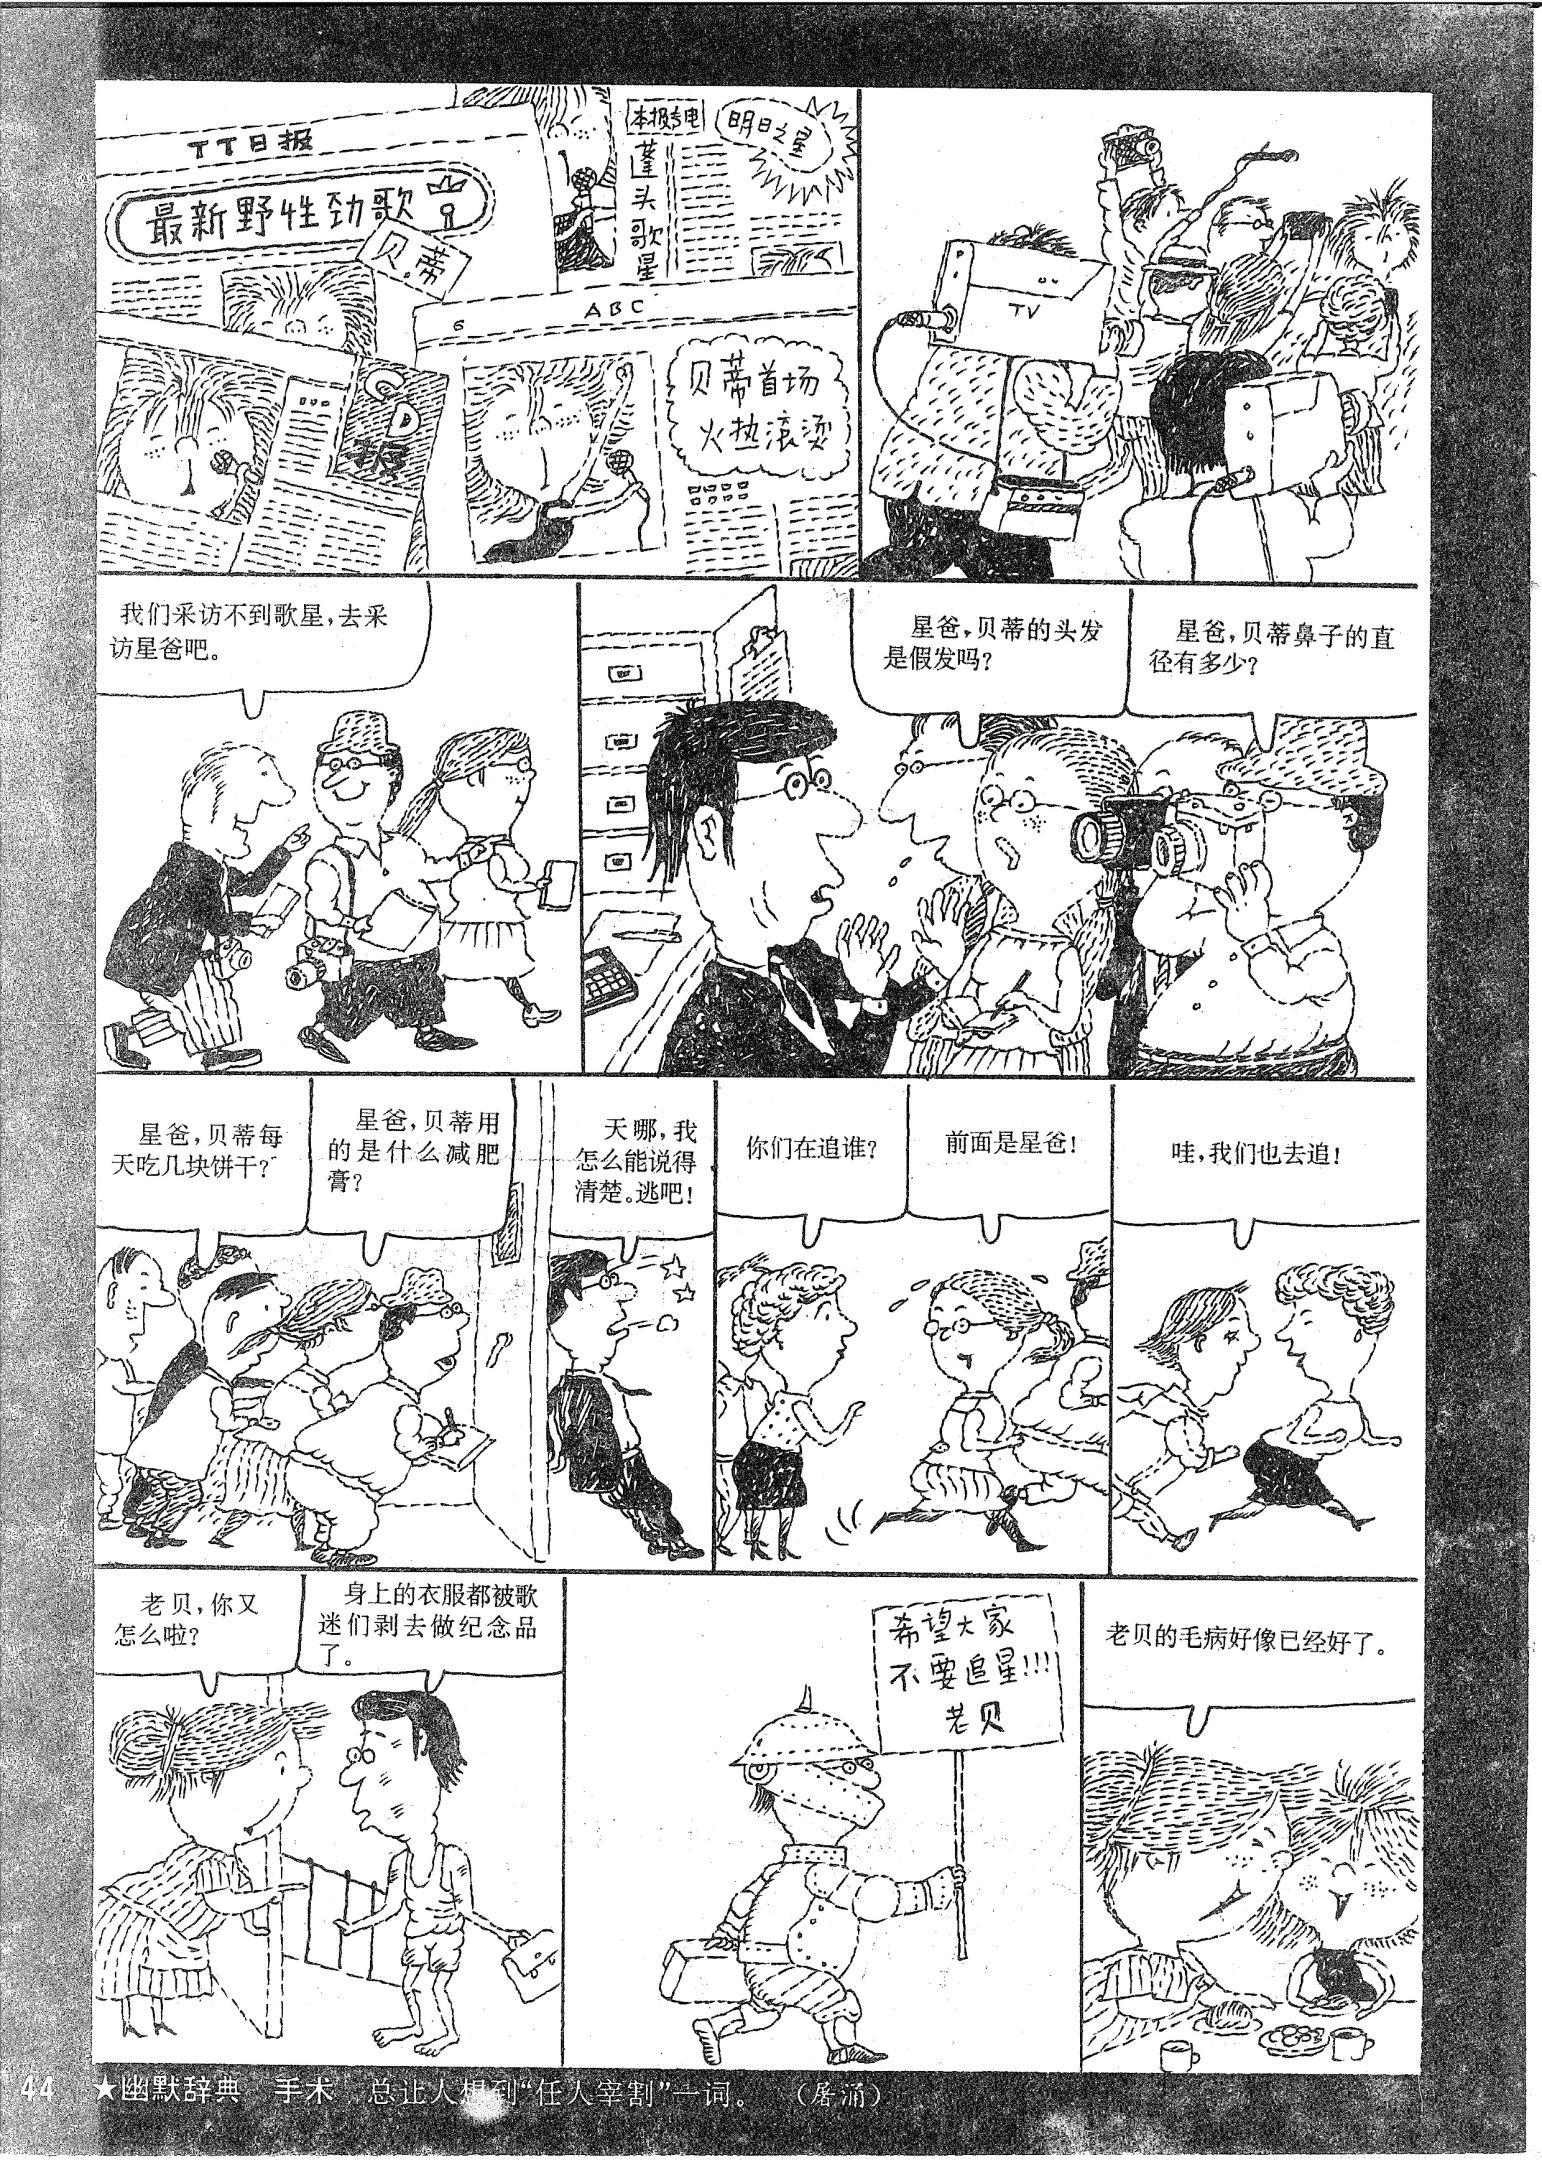 TT日报
最新野性劲歌
贝蒂
本报专电
蓬头歌星
明日之星
CD
ABC
6
贝蒂首场
火热滚烫
TV
我们采访不到歌星，去采
访星爸吧。
星爸，贝蒂的头发
是假发吗？
星爸，贝蒂鼻子的直
径有多少？
星爸，贝蒂每
天吃几块饼干？
星爸，贝蒂用
的是什么减肥
膏？
天哪，我
怎么能说得
清楚。逃吧！
你们在追谁？
前面是星爸！
哇，我们也去追！
老贝，你又
怎么啦？
身上的衣服都被歌
迷们剥去做纪念品
了。
希望大家
不要追星！！！
老贝
老贝的毛病好像已经好了。
44 ★幽默辞典 手术 总让人想到“任人宰割”一词。 （屠涌）